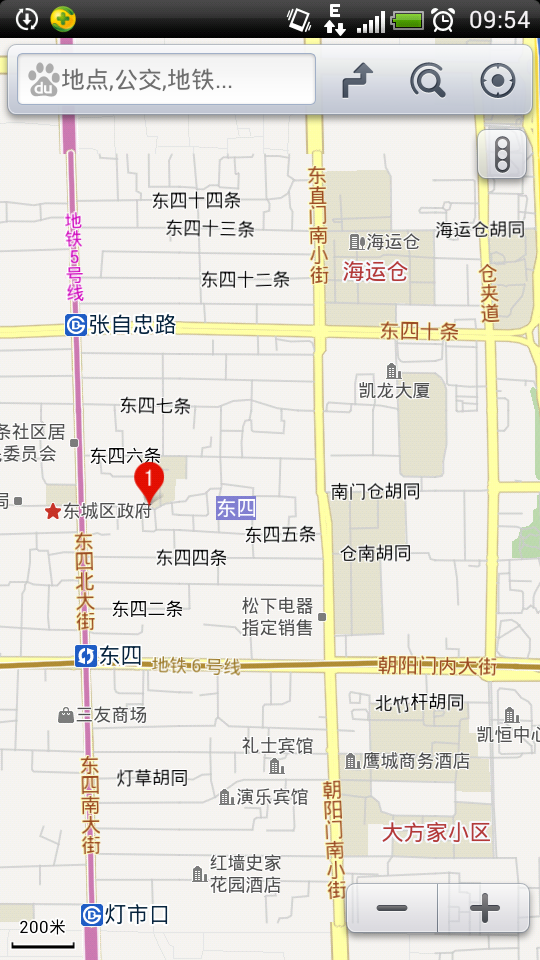 E
09:54
du
地点,公交,地铁...
东四十四条
东四十三条
东直门南小街
海运仓胡同
海运仓
海运仓
地铁5号线
东四十二条
仓夹道
张自忠路
东四十条
凯龙大厦
东四七条
条社区居
委员会
东四六条
1
南门仓胡同
局
东城区政府
东四
东四五条
东四北大街
东四四条
仓南胡同
东四二条
松下电器
指定销售
东四
地铁6号线
朝阳门内大街
北竹杆胡同
三友商场
凯恒中心
礼士宾馆
鹰城商务酒店
东四南大街
灯草胡同
演乐宾馆
朝阳门南小街
大方家小区
红墙史家
花园酒店
灯市口
200米